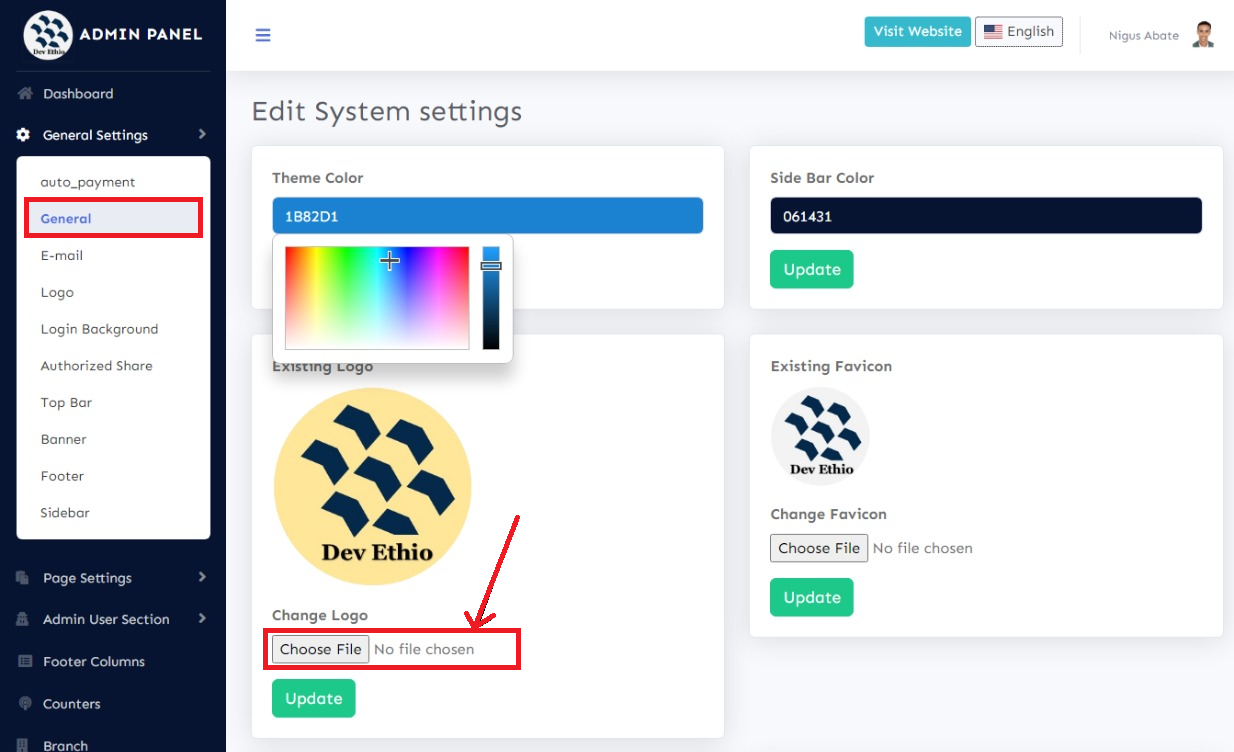 Dev Ethio
ADMIN PANEL
Visit Website
English
Nigus Abate
Dashboard
General Settings
auto_payment
General
E-mail
Logo
Login Background
Authorized Share
Top Bar
Banner
Footer
Sidebar
Page Settings
Admin User Section
Footer Columns
Counters
Branch
Edit System settings
Theme Color
1B82D1
Side Bar Color
061431
Update
Existing Logo
Dev Ethio
Change Logo
Choose File No file chosen
Update
Existing Favicon
Dev Ethio
Change Favicon
Choose File No file chosen
Update